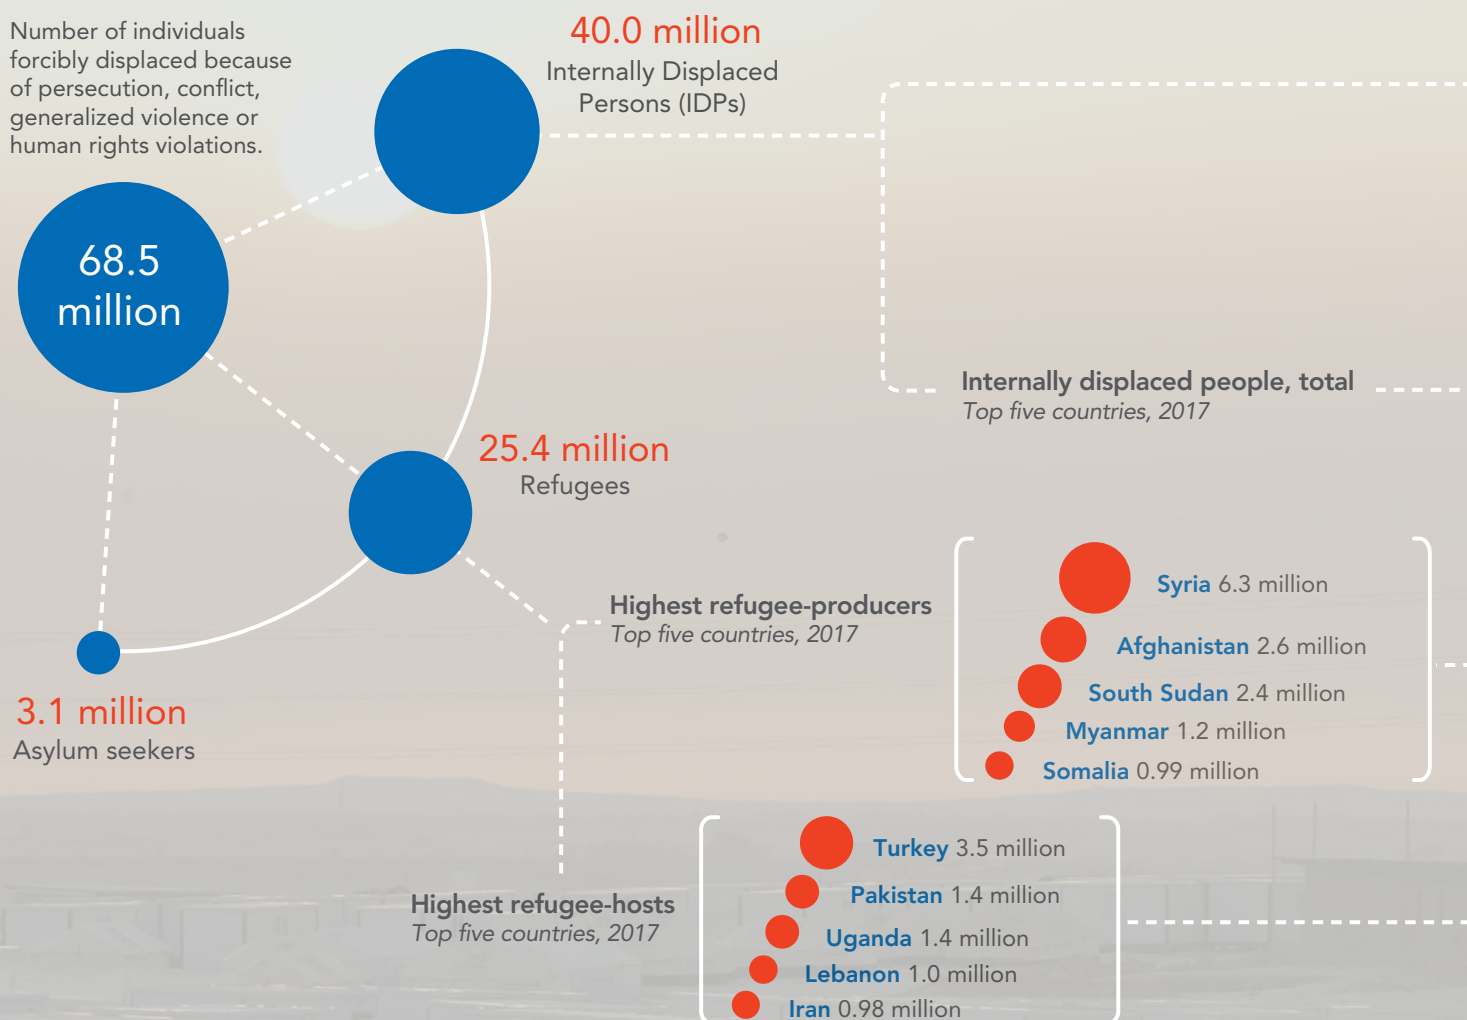 Number of individuals
forcibly displaced because
of persecution, conflict,
generalized violence or
human rights violations.
68.5
million
40.0 million
Internally Displaced
Persons (IDPs)
25.4 million
Refugees
3.1 million
Asylum seekers
Internally displaced people, total
Top five countries, 2017
Highest refugee-producers
Top five countries, 2017
Syria 6.3 million
Afghanistan 2.6 million
South Sudan 2.4 million
Myanmar 1.2 million
Somalia 0.99 million
Highest refugee-hosts
Top five countries, 2017
Turkey 3.5 million
Pakistan 1.4 million
Uganda 1.4 million
Lebanon 1.0 million
Iran 0.98 million